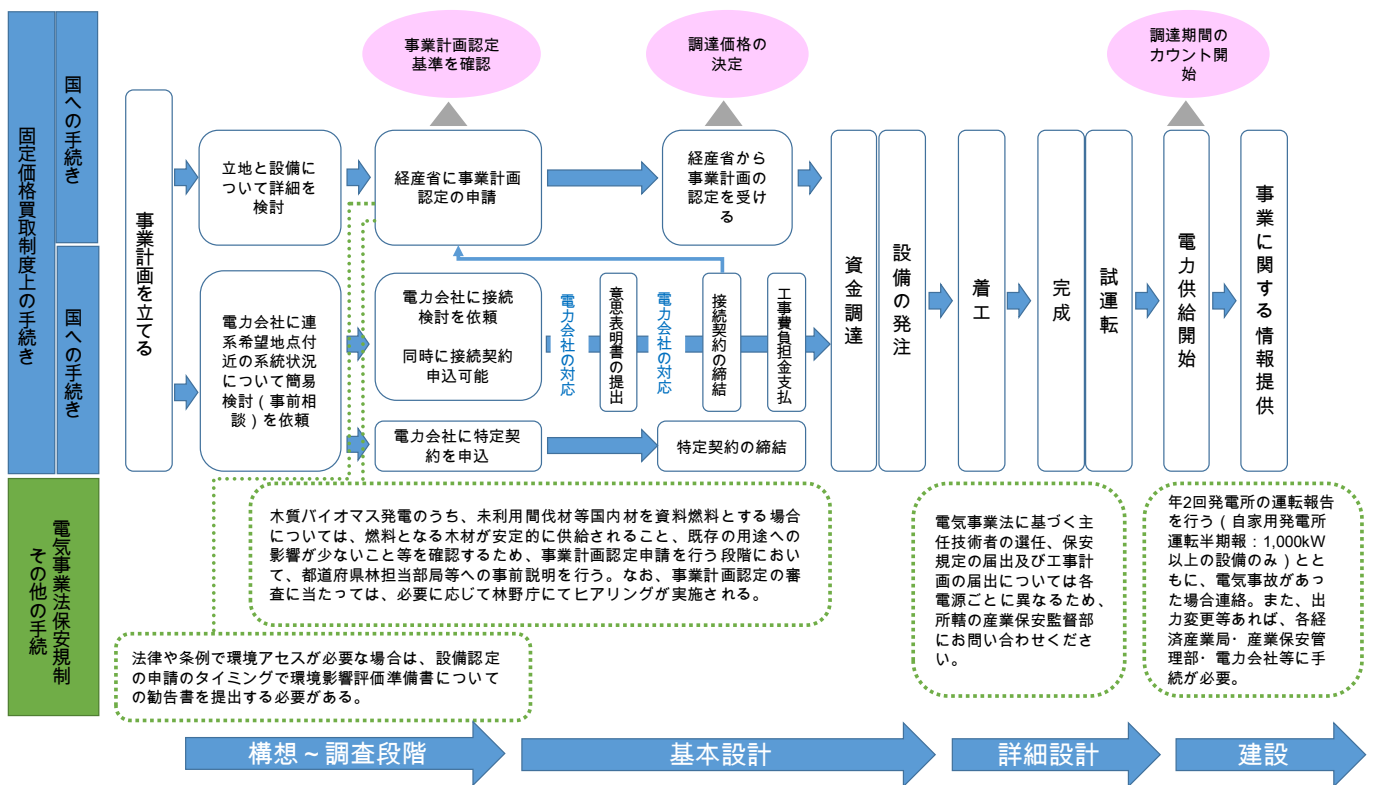 事業計画認定
基準を確認
調達価格の
決定
調達期間の
カウント開
始
固定価格買取制度上の手続き
国への手続き
国への手続き
事業計画を立てる
立地と設備に
ついて詳細を
検討
経産省に事業計画
認定の申請
経産省から
事業計画の
認定を受け
る
電力会社に連
系希望地点付
近の系統状況
について簡易
検討（事前相
談）を依頼
電力会社に接続
検討を依頼
同時に接続契約
申込可能
電力会社の対応
意思表明書の提出
電力会社の対応
接続契約の締結
工事費負担金支払
電力会社に特定契
約を申込
特定契約の締結
資金調達
設備の発注
着工
完成
試運転
電力供給開始
事業に関する情報提供
電気事業法保安規制
その他の手続
木質バイオマス発電のうち、未利用間伐材等国内材を資料燃料とする場合
については、燃料となる木材が安定的に供給されること、既存の用途への
影響が少ないこと等を確認するため、事業計画認定申請を行う段階におい
て、都道府県林担当部局等への事前説明を行う。なお、事業計画認定の審
査に当たっては、必要に応じて林野庁にてヒアリングが実施される。
法律や条例で環境アセスが必要な場合は、設備認定
の申請のタイミングで環境影響評価準備書について
の勧告書を提出する必要がある。
電気事業法に基づく主
任技術者の選任、保安
規定の届出及び工事計
画の届出については各
電源ごとに異なるため、
所轄の産業保安監督部
にお問い合わせくださ
い。
年2回発電所の運転報告
を行う（自家用発電所
運転半期報：1,000kW
以上の設備のみ）とと
もに、電気事故があっ
た場合連絡。また、出
力変更等あれば、各経
済産業局・産業保安管
理部・電力会社等に手
続が必要。
構想～調査段階
基本設計
詳細設計
建設